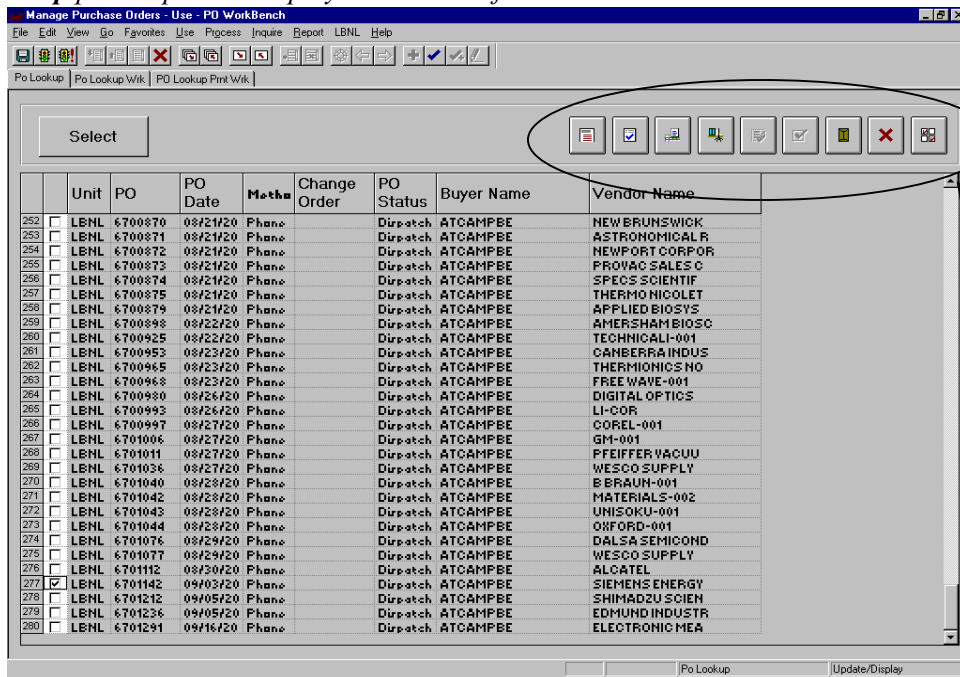 Manage Purchase Orders - Use - PO WorkBench
File Edit View Go Favorites Use Process Inquire Report LBNL Help
Po Lookup Po Lookup Wrk PO Lookup Prnt Wrk
Select
Unit PO PO Date Metho Change Order PO Status Buyer Name Vendor Name
252 LBNL 6700870 08/21/20 Phone Dispatch ATCAMPBE NEW BRUNSWICK
253 LBNL 6700871 08/21/20 Phone Dispatch ATCAMPBE ASTRONOMICAL R
254 LBNL 6700872 08/21/20 Phone Dispatch ATCAMPBE NEWPORT CORPOR
255 LBNL 6700873 08/21/20 Phone Dispatch ATCAMPBE PROVAC SALES C
256 LBNL 6700874 08/21/20 Phone Dispatch ATCAMPBE SPECS SCIENTIF
257 LBNL 6700875 08/21/20 Phone Dispatch ATCAMPBE THERMO NICOLET
258 LBNL 6700879 08/21/20 Phone Dispatch ATCAMPBE APPLIED BIOSYS
259 LBNL 6700898 08/22/20 Phone Dispatch ATCAMPBE AMERSHAM BIOSC
260 LBNL 6700925 08/22/20 Phone Dispatch ATCAMPBE TECHNICALI-001
261 LBNL 6700953 08/23/20 Phone Dispatch ATCAMPBE CANBERRA INDUS
262 LBNL 6700965 08/23/20 Phone Dispatch ATCAMPBE THERMIONICS NO
263 LBNL 6700968 08/23/20 Phone Dispatch ATCAMPBE FREE WAVE-001
264 LBNL 6700980 08/26/20 Phone Dispatch ATCAMPBE DIGITAL OPTICS
265 LBNL 6700993 08/26/20 Phone Dispatch ATCAMPBE LI-COR
266 LBNL 6700997 08/27/20 Phone Dispatch ATCAMPBE COREL-001
267 LBNL 6701006 08/27/20 Phone Dispatch ATCAMPBE GM-001
268 LBNL 6701011 08/27/20 Phone Dispatch ATCAMPBE PFEIFFER VACUU
269 LBNL 6701036 08/27/20 Phone Dispatch ATCAMPBE WESCO SUPPLY
270 LBNL 6701040 08/28/20 Phone Dispatch ATCAMPBE B BRAUN-001
271 LBNL 6701042 08/28/20 Phone Dispatch ATCAMPBE MATERIALS-002
272 LBNL 6701043 08/28/20 Phone Dispatch ATCAMPBE UNISOKU-001
273 LBNL 6701044 08/28/20 Phone Dispatch ATCAMPBE OXFORD-001
274 LBNL 6701076 08/29/20 Phone Dispatch ATCAMPBE DALSA SEMICOND
275 LBNL 6701077 08/29/20 Phone Dispatch ATCAMPBE WESCO SUPPLY
276 LBNL 6701112 08/30/20 Phone Dispatch ATCAMPBE ALCATEL
277 LBNL 6701142 09/03/20 Phone Dispatch ATCAMPBE SIEMENS ENERGY
278 LBNL 6701212 09/05/20 Phone Dispatch ATCAMPBE SHIMADZU SCIEN
279 LBNL 6701236 09/05/20 Phone Dispatch ATCAMPBE EDMUND INDUSTR
280 LBNL 6701291 09/16/20 Phone Dispatch ATCAMPBE ELECTRONIC MEA
Po Lookup Update/Display